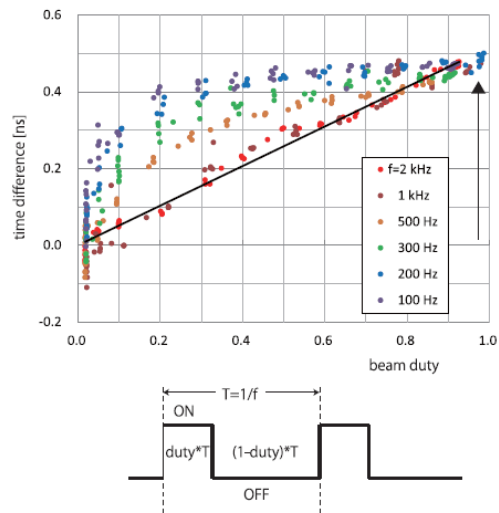 0.6
0.4
0.2
0.0
-0.2
time difference [ns]
0.0 0.2 0.4 0.6 0.8 1.0
beam duty
f=2 kHz
1 kHz
500 Hz
300 Hz
200 Hz
100 Hz
T=1/f
ON
duty*T (1-duty)*T
OFF